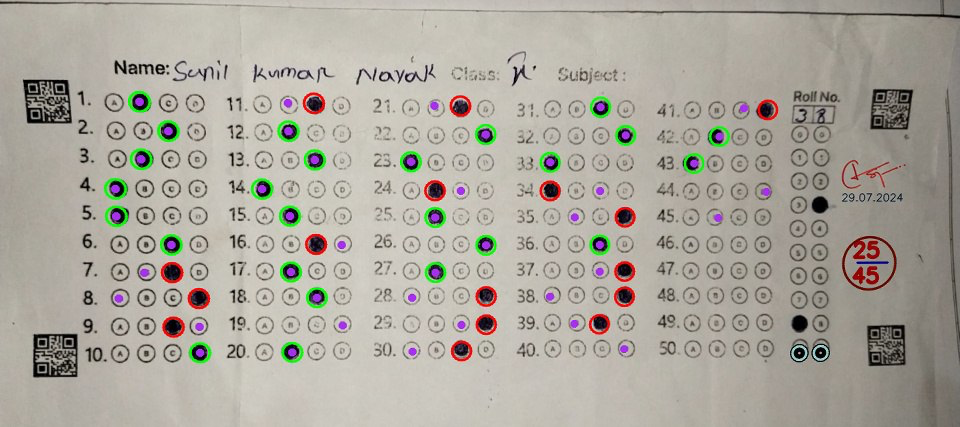 Name: Sunil Kumar Nayak Class: Subject:
Roll No.
38
1. A C D
2. A B D
3. A C D
4. B C D
5. B C D
6. A B D
7. A D
8. B C
9. A B
10. A B C
11. A D
12. A C D
13. A B D
14. B C D
15. A C D
16. A B
17. A C D
18. A B D
19. A B C
20. A C D
21. A D
22. A B C
23. B C D
24. A D
25. A C D
26. A B C
27. A C D
28. B C
29. A B
30. B D
31. A B D
32. A B C
33. B C D
34. B D
35. A C
36. A B D
37. A B
38. B C
39. A D
40. A B C
41. A B
42. A C D
43. B C D
44. A B C
45. A C D
46. A B C D
47. A B C D
48. A B C D
49. A B C D
50. A B C D
29.07.2024
25
45